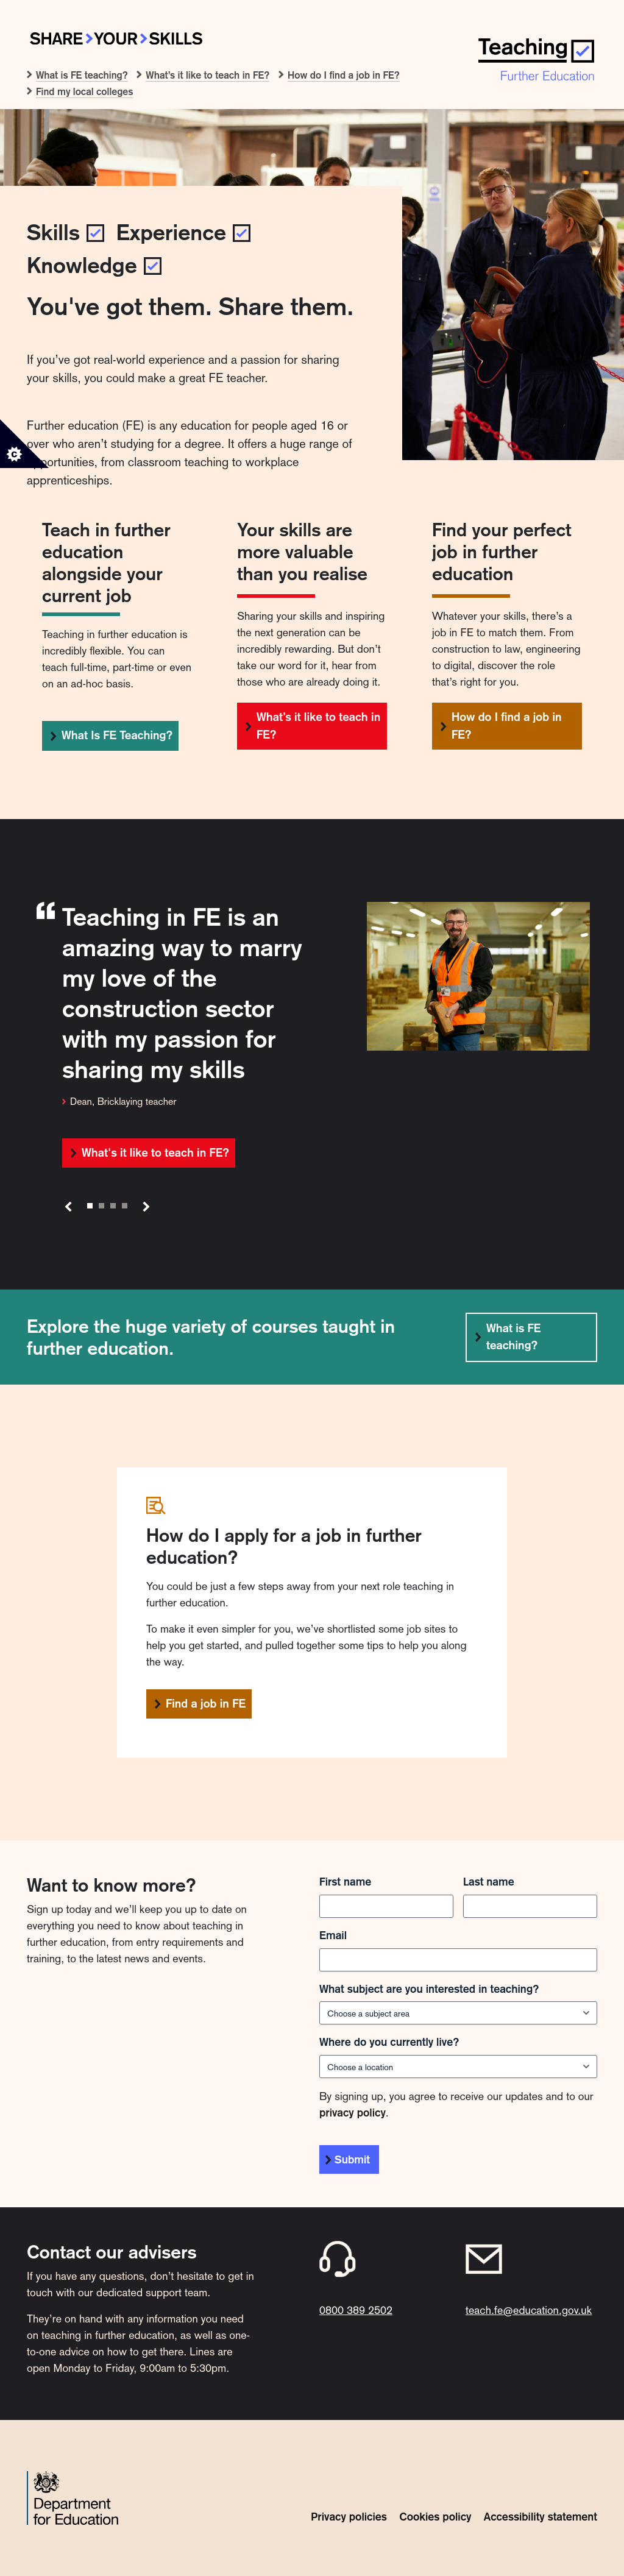 SHARE YOUR SKILLS
Teaching
Further Education
What is FE teaching?
What's it like to teach in FE?
How do I find a job in FE?
Find my local colleges
Skills
Experience
Knowledge
You've got them. Share them.
If you’ve got real-world experience and a passion for sharing
your skills, you could make a great FE teacher.
Further education (FE) is any education for people aged 16 or
over who aren’t studying for a degree. It offers a huge range of
opportunities, from classroom teaching to workplace
apprenticeships.
Teach in further
education
alongside your
current job
Teaching in further education is
incredibly flexible. You can
teach full-time, part-time or even
on an ad-hoc basis.
What Is FE Teaching?
Your skills are
more valuable
than you realise
Sharing your skills and inspiring
the next generation can be
incredibly rewarding. But don’t
take our word for it, hear from
those who are already doing it.
What’s it like to teach in
FE?
Find your perfect
job in further
education
Whatever your skills, there’s a
job in FE to match them. From
construction to law, engineering
to digital, discover the role
that’s right for you.
How do I find a job in
FE?
“ Teaching in FE is an
amazing way to marry
my love of the
construction sector
with my passion for
sharing my skills
Dean, Bricklaying teacher
What's it like to teach in FE?
Explore the huge variety of courses taught in
further education.
What is FE
teaching?
How do I apply for a job in further
education?
You could be just a few steps away from your next role teaching in
further education.
To make it even simpler for you, we’ve shortlisted some job sites to
help you get started, and pulled together some tips to help you along
the way.
Find a job in FE
Want to know more?
Sign up today and we’ll keep you up to date on
everything you need to know about teaching in
further education, from entry requirements and
training, to the latest news and events.
First name
Last name
Email
What subject are you interested in teaching?
Choose a subject area
Where do you currently live?
Choose a location
By signing up, you agree to receive our updates and to our
privacy policy.
Submit
Contact our advisers
If you have any questions, don’t hesitate to get in
touch with our dedicated support team.
They’re on hand with any information you need
on teaching in further education, as well as one-
to-one advice on how to get there. Lines are
open Monday to Friday, 9:00am to 5:30pm.
0800 389 2502
teach.fe@education.gov.uk
Department
for Education
Privacy policies
Cookies policy
Accessibility statement